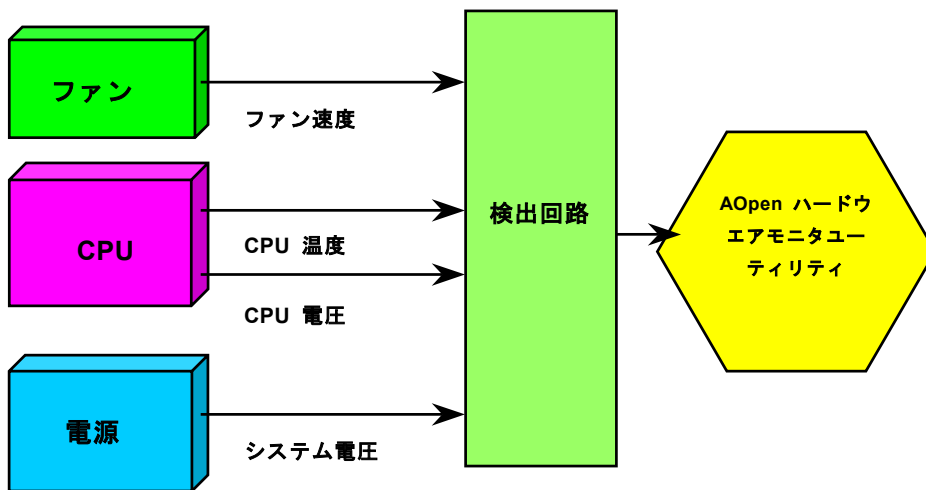 ファン
ファン速度
CPU
CPU 温度
CPU 電圧
電源
システム電圧
検出回路
AOpen ハードウ
エアモニタユー
ティリティ